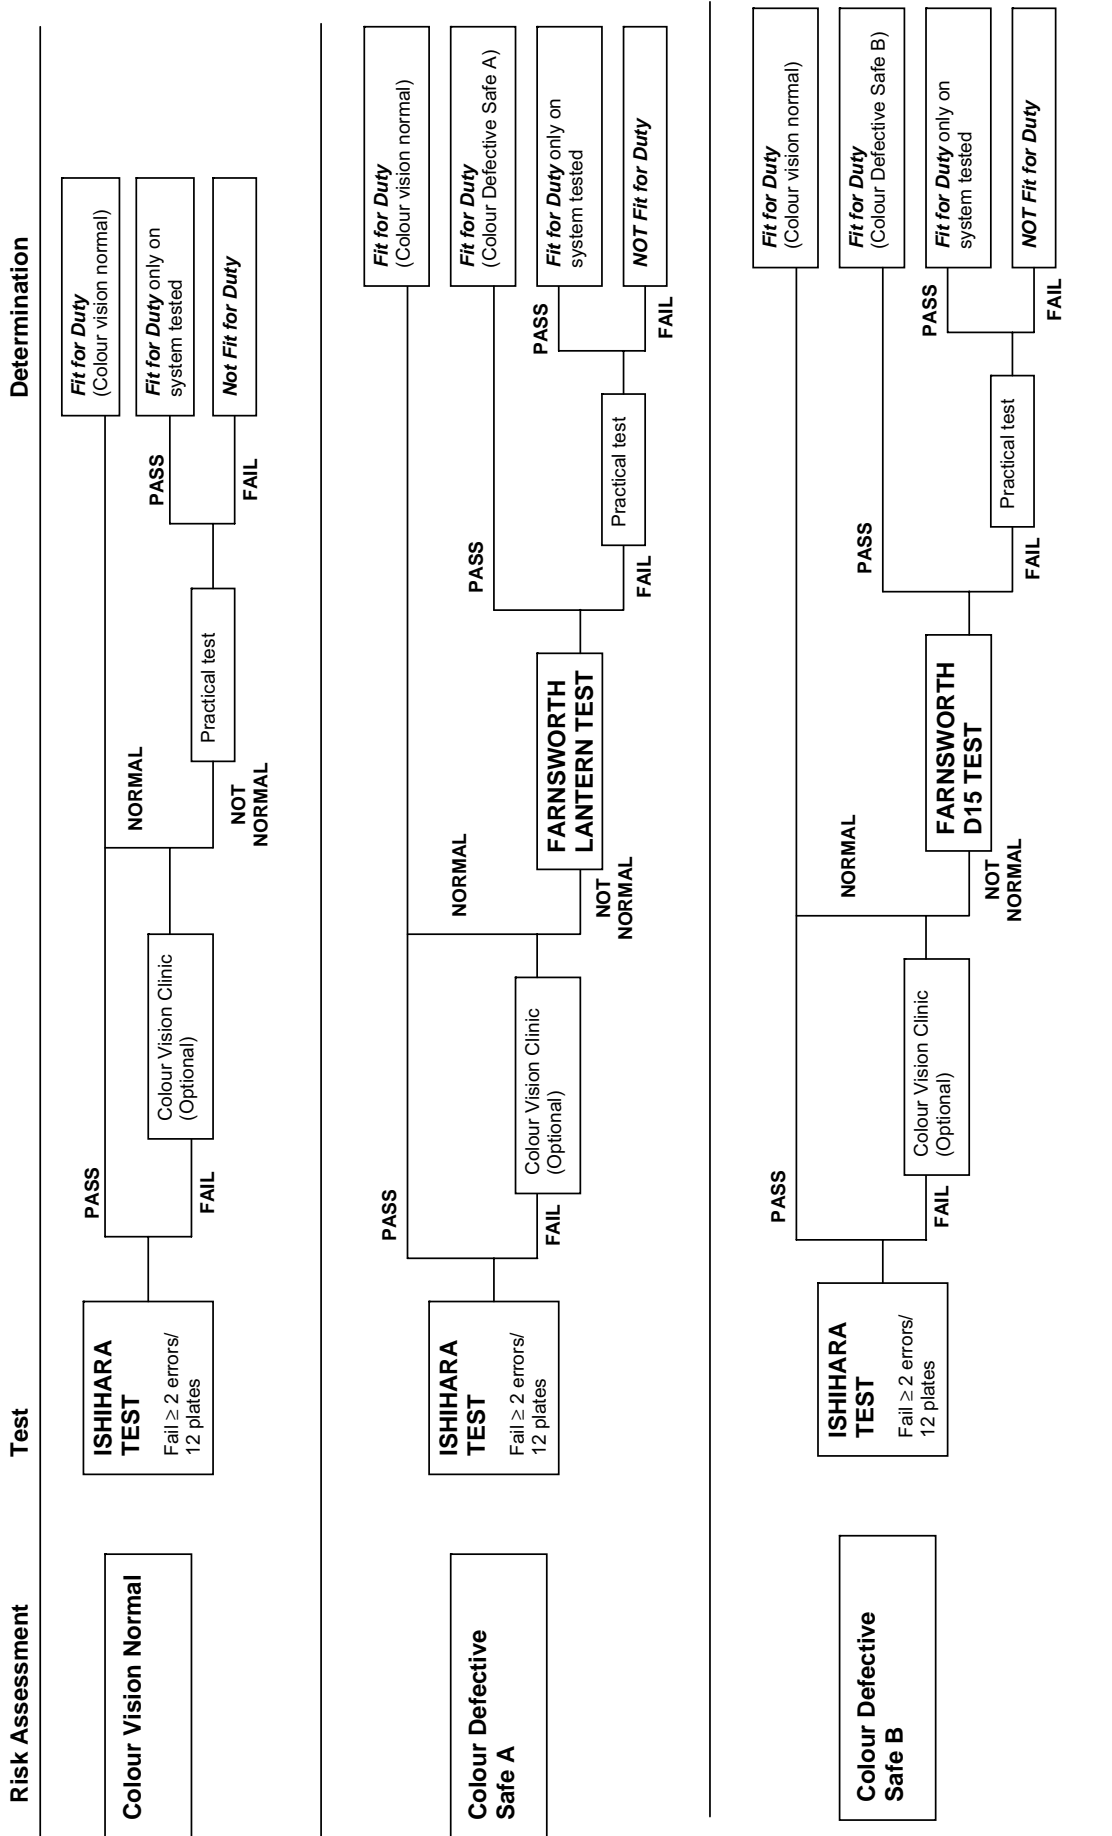 Risk Assessment
Test
Determination
Colour Vision Normal
ISHIHARA
TEST
Fail ≥ 2 errors/
12 plates
PASS
FAIL
Colour Vision Clinic
(Optional)
NORMAL
NOT
NORMAL
Practical test
PASS
FAIL
Fit for Duty
(Colour vision normal)
Fit for Duty only on
system tested
Not Fit for Duty
Colour Defective
Safe A
ISHIHARA
TEST
Fail ≥ 2 errors/
12 plates
PASS
FAIL
Colour Vision Clinic
(Optional)
NORMAL
NOT
NORMAL
FARNSWORTH
LANTERN TEST
PASS
FAIL
Practical test
PASS
FAIL
Fit for Duty
(Colour vision normal)
Fit for Duty
(Colour Defective Safe A)
Fit for Duty only on
system tested
NOT Fit for Duty
Colour Defective
Safe B
ISHIHARA
TEST
Fail ≥ 2 errors/
12 plates
PASS
FAIL
Colour Vision Clinic
(Optional)
NORMAL
NOT
NORMAL
FARNSWORTH
D15 TEST
PASS
FAIL
Practical test
PASS
FAIL
Fit for Duty
(Colour vision normal)
Fit for Duty
(Colour Defective Safe B)
Fit for Duty only on
system tested
NOT Fit for Duty